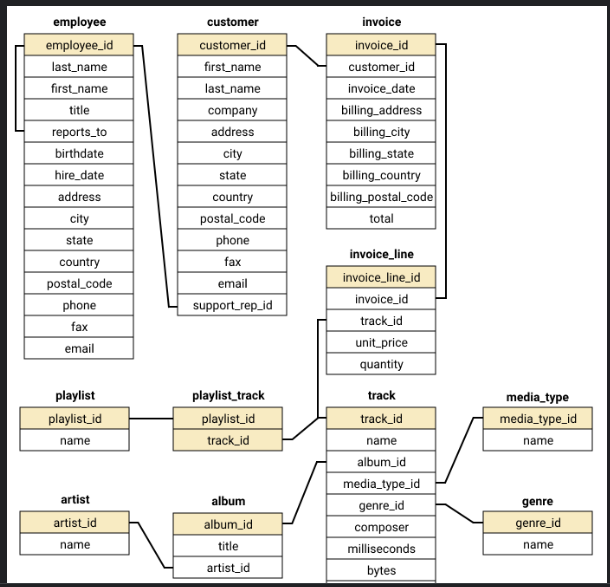 employee
employee_id
last_name
first_name
title
reports_to
birthdate
hire_date
address
city
state
country
postal_code
phone
fax
email
customer
customer_id
first_name
last_name
company
address
city
state
country
postal_code
phone
fax
email
support_rep_id
invoice
invoice_id
customer_id
invoice_date
billing_address
billing_city
billing_state
billing_country
billing_postal_code
total
invoice_line
invoice_line_id
invoice_id
track_id
unit_price
quantity
playlist
playlist_id
name
playlist_track
playlist_id
track_id
track
track_id
name
album_id
media_type_id
genre_id
composer
milliseconds
bytes
media_type
media_type_id
name
artist
artist_id
name
album
album_id
title
artist_id
genre
genre_id
name